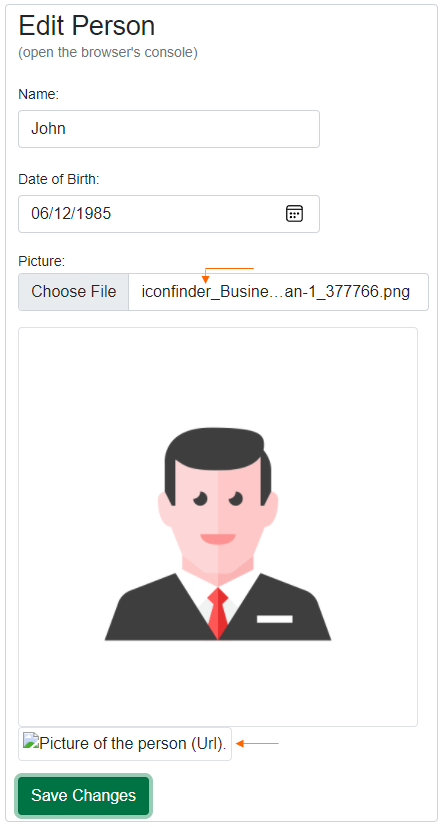 Edit Person
(open the browser's console)
Name:
John
Date of Birth:
06/12/1985
Picture:
Choose File iconfinder_Busine...an-1_377766.png
Picture of the person (Url).
Save Changes